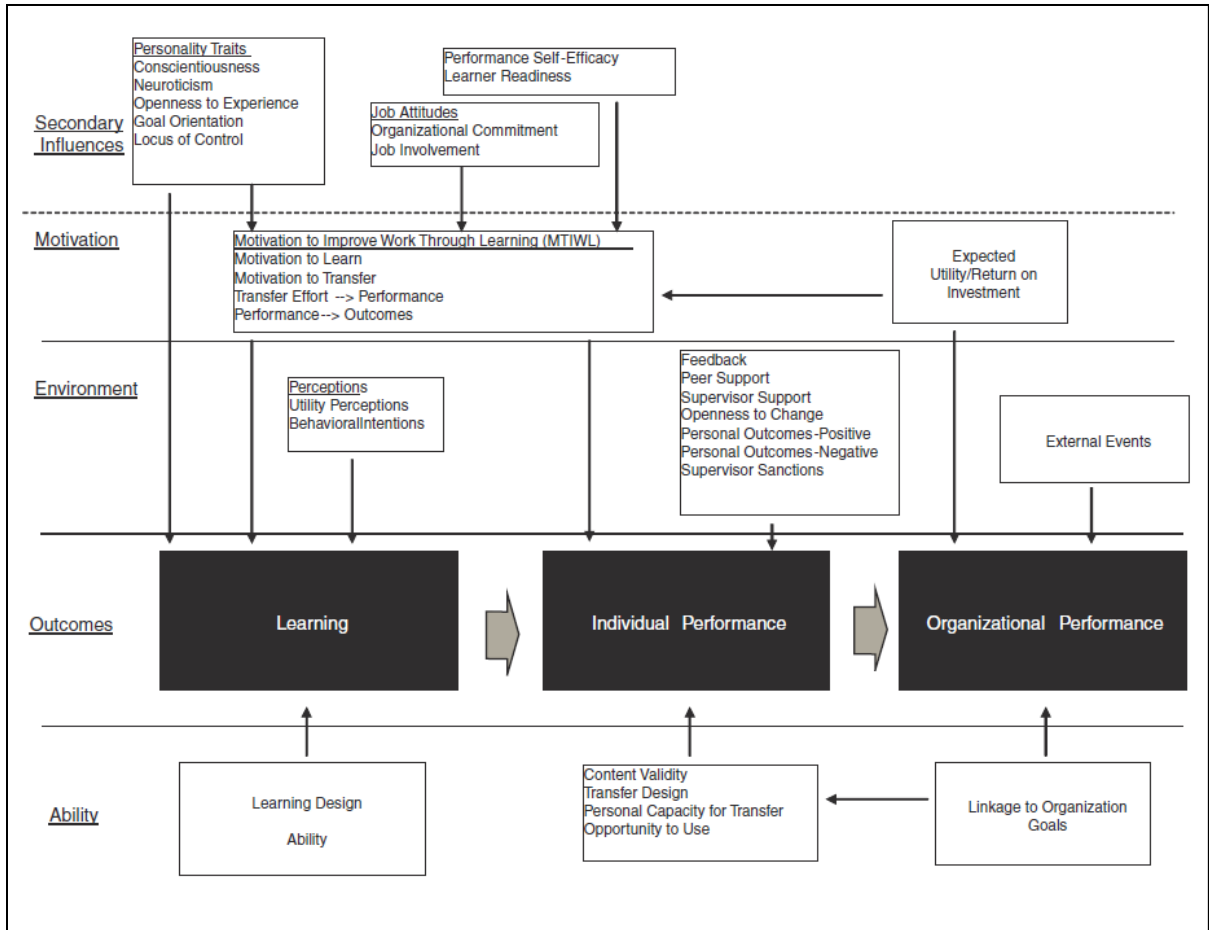 Personality Traits
Conscientiousness
Neuroticism
Openness to Experience
Goal Orientation
Locus of Control
Performance Self-Efficacy
Learner Readiness
Job Attitudes
Organizational Commitment
Job Involvement
Secondary
Influences
Motivation
Motivation to Improve Work Through Learning (MTIWL)
Motivation to Learn
Motivation to Transfer
Transfer Effort --> Performance
Performance--> Outcomes
Expected
Utility/Return on
Investment
Environment
Perceptions
Utility Perceptions
BehavioralIntentions
Feedback
Peer Support
Supervisor Support
Openness to Change
Personal Outcomes-Positive
Personal Outcomes-Negative
Supervisor Sanctions
External Events
Outcomes
Learning
Individual Performance
Organizational Performance
Ability
Learning Design
Ability
Content Validity
Transfer Design
Personal Capacity for Transfer
Opportunity to Use
Linkage to Organization
Goals